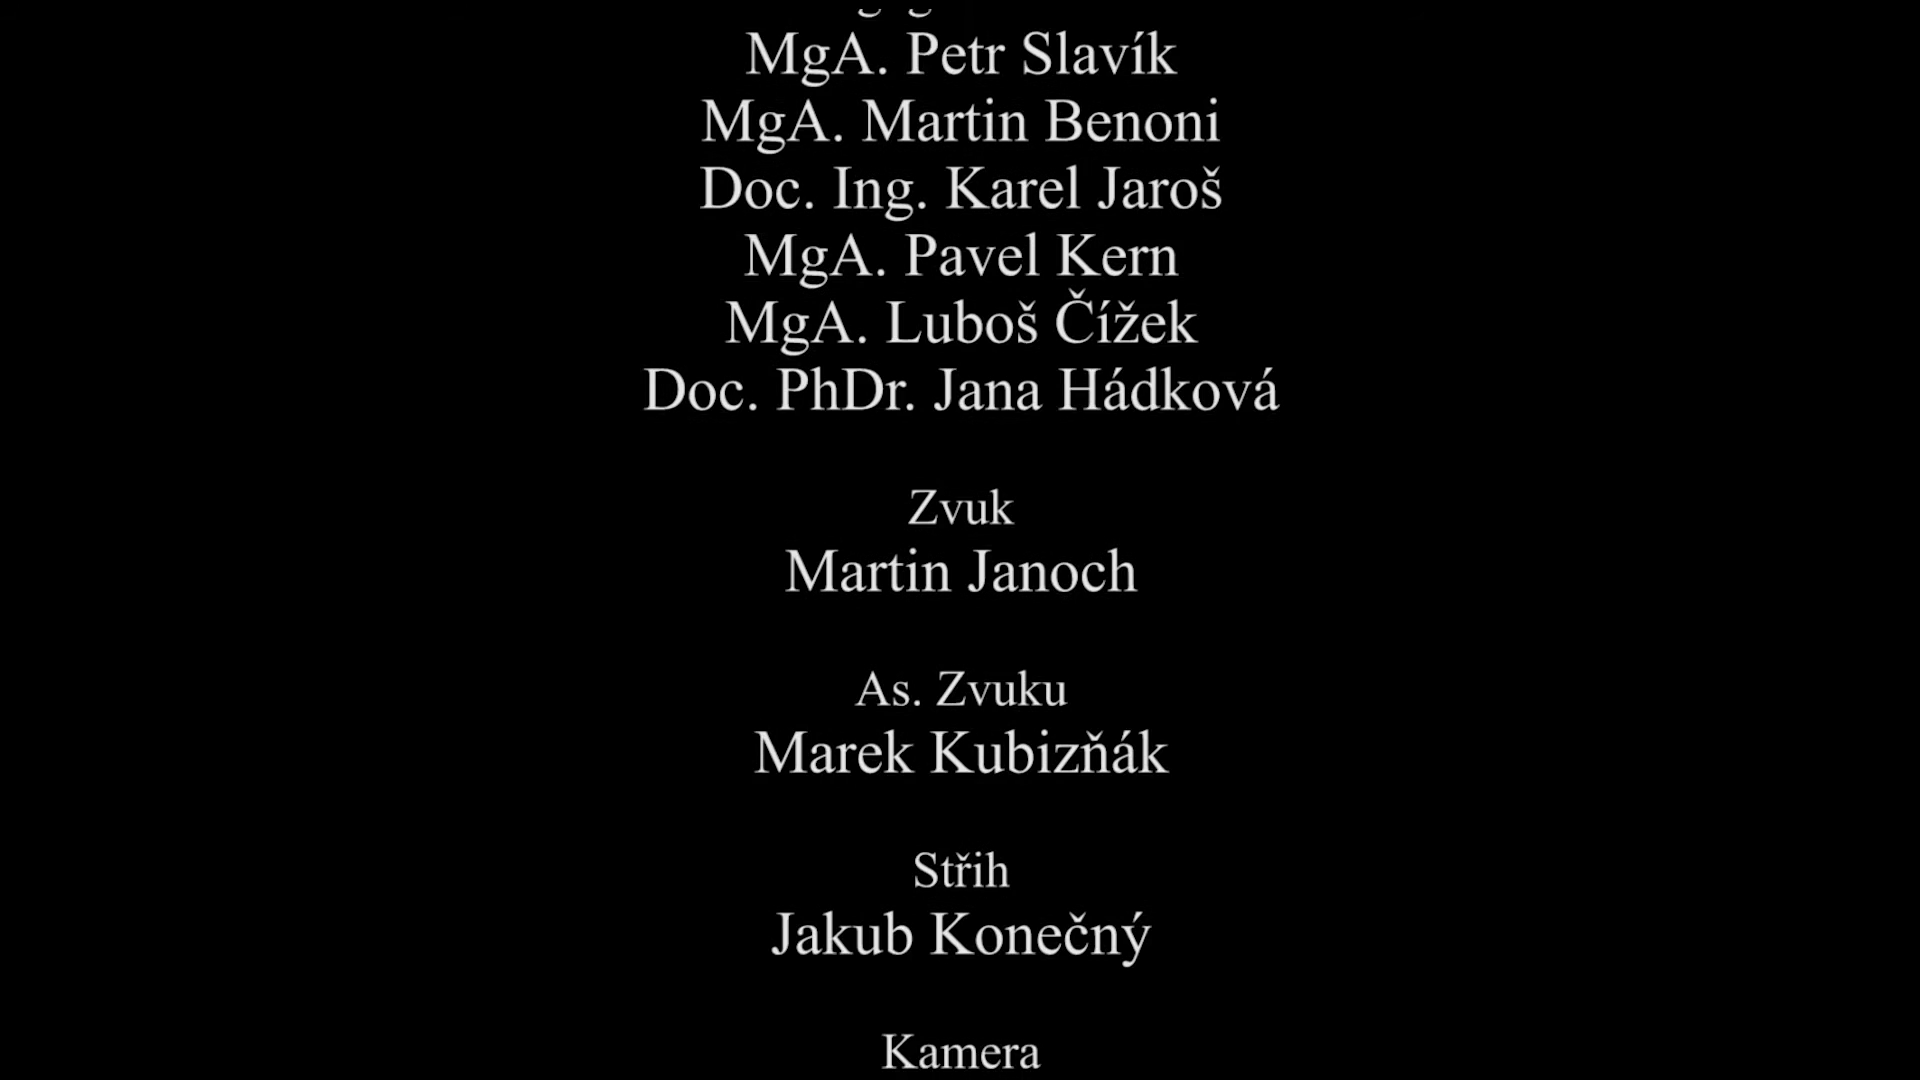 MgA. Petr Slavík
MgA. Martin Benoni
Doc. Ing. Karel Jaroš
MgA. Pavel Kern
MgA. Luboš Čížek
Doc. PhDr. Jana Hádková
Zvuk
Martin Janoch
As. Zvuku
Marek Kubizňák
Střih
Jakub Konečný
Kamera